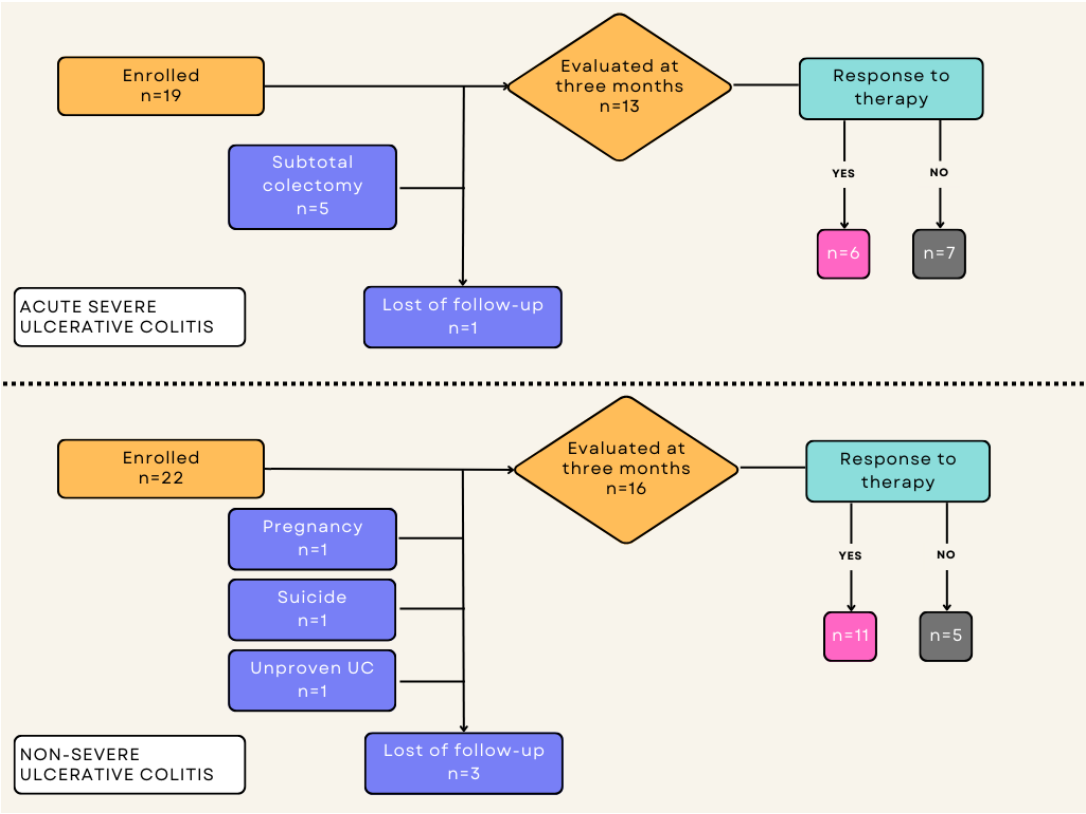 Enrolled
n=19
Evaluated at
three months
n=13
Response to
therapy
Subtotal
colectomy
n=5
YES
NO
n=6
n=7
Lost of follow-up
n=1
ACUTE SEVERE
ULCERATIVE COLITIS
Enrolled
n=22
Evaluated at
three months
n=16
Response to
therapy
Pregnancy
n=1
Suicide
n=1
YES
NO
n=11
n=5
Unproven UC
n=1
Lost of follow-up
n=3
NON-SEVERE
ULCERATIVE COLITIS